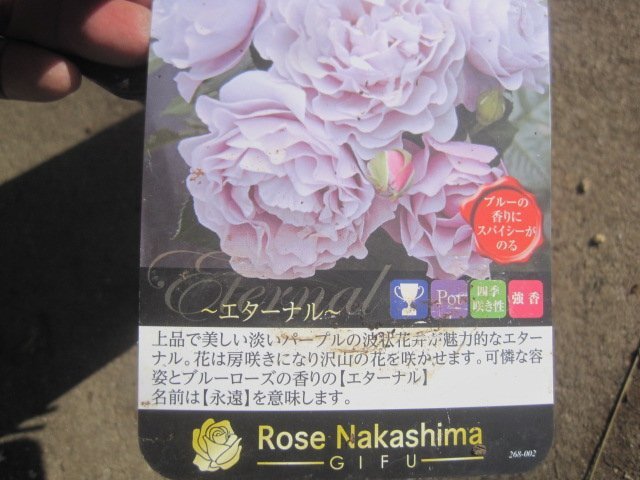 ブルーの
香りに
スパイシーが
のる
Eternal
～エターナル～
Pot
四季
咲き性
強香
上品で美しい淡いパープルの波状花弁が魅力的なエター
ナル。花は房咲きになり沢山の花を咲かせます。可憐な容
姿とブルーローズの香りの【エターナル】
名前は【永遠】を意味します。
Rose Nakashima
GIFU
268-002